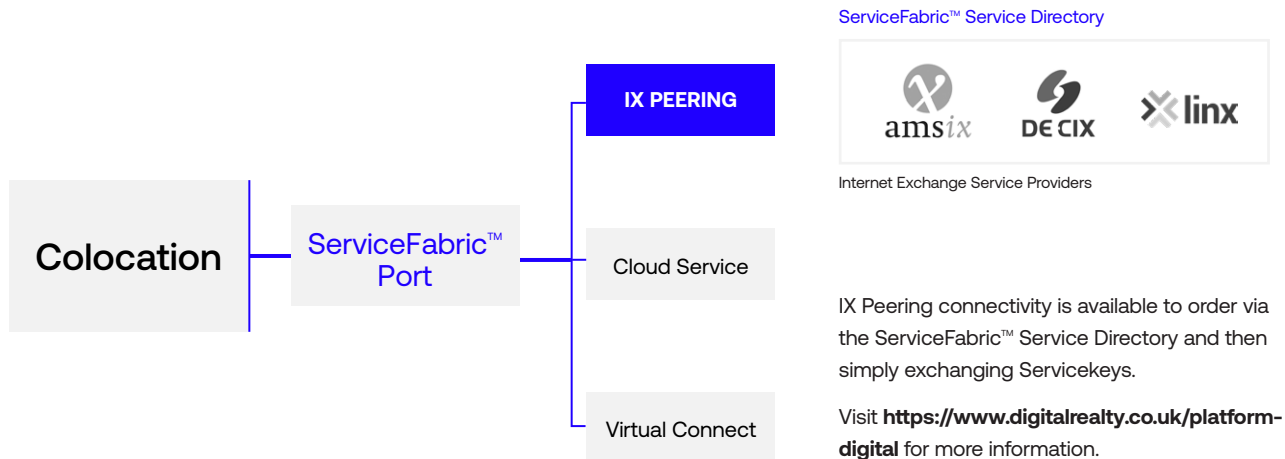 ServiceFabric™ Service Directory
IX PEERING
amsix
DE CIX
linx
Internet Exchange Service Providers
Colocation
ServiceFabric™
Port
Cloud Service
Virtual Connect
IX Peering connectivity is available to order via
the ServiceFabric™ Service Directory and then
simply exchanging Servicekeys.
Visit https://www.digitalrealty.co.uk/platform-
digital for more information.